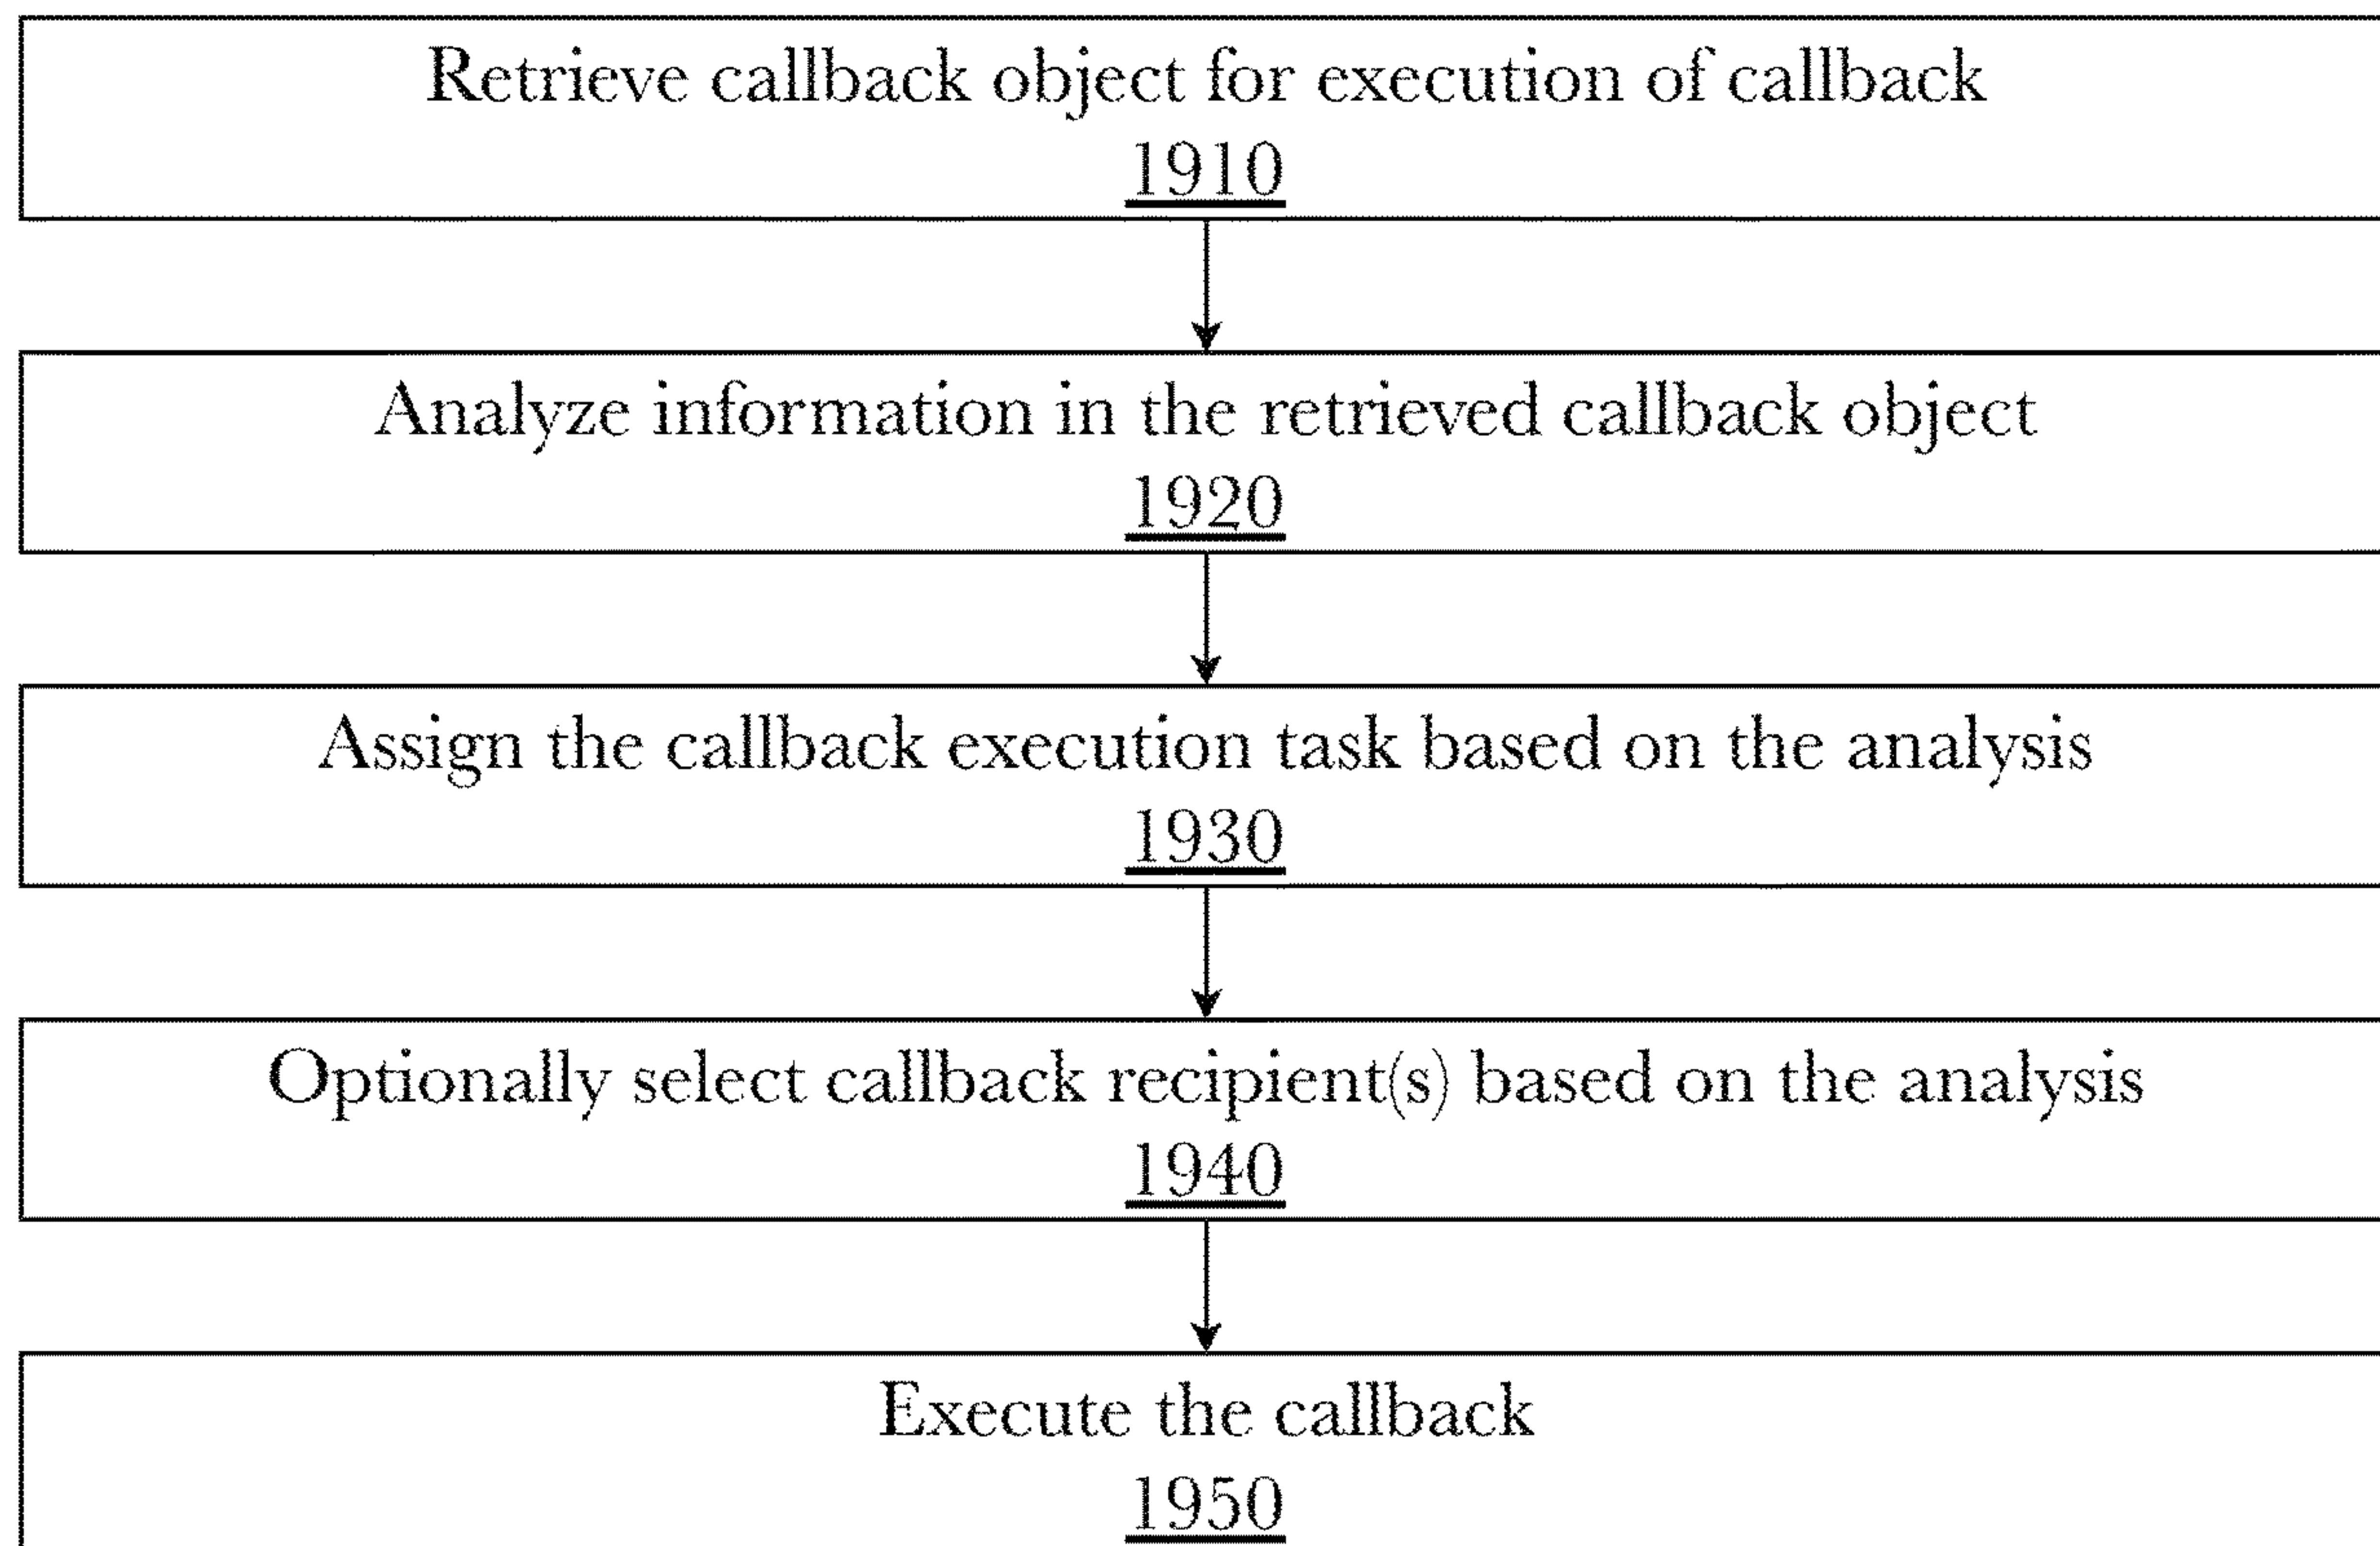 Retrieve callback object for execution of callback
1910
Analyze information in the retrieved callback object
1920
Assign the callback execution task based on the analysis
1930
Optionally select callback recipient(s) based on the analysis
1940
Execute the callback
1950